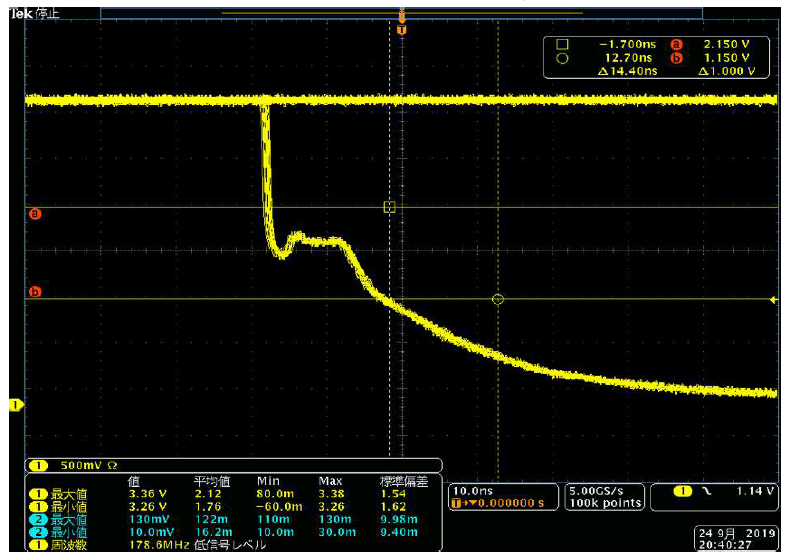 Tek 停止
T
-1.700ns a 2.150 V
12.70ns b 1.150 V
Δ14.40ns Δ1.000 V
a
b
1
1 500mV Ω
値 平均値 Min Max 標準偏差
1 最大値 3.36 V 2.12 80.0m 3.38 1.54
1 最小値 3.26 V 1.76 -60.0m 3.26 1.62
2 最大値 130mV 122m 110m 130m 9.98m
2 最小値 10.0mV 16.2m 10.0m 30.0m 9.40m
1 周波数 178.6MHz 低信号レベル
10.0ns
T→▼0.000000 s
5.00GS/s
100k points
1 1.14 V
24 9月 2019
20:40:27